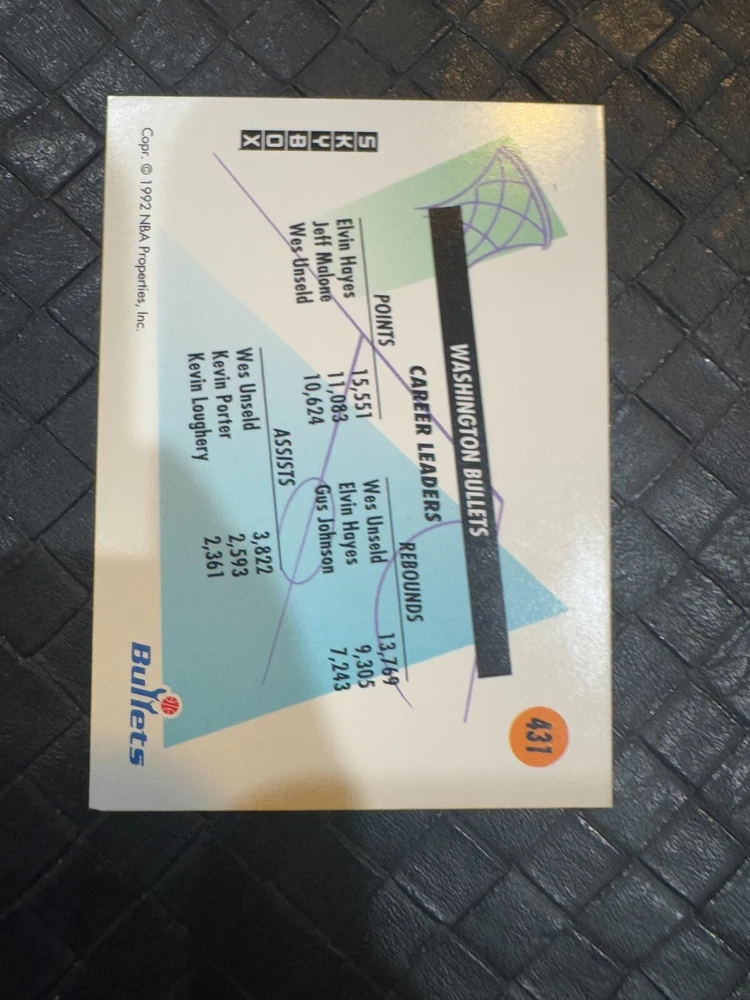 431
WASHINGTON BULLETS
CAREER LEADERS
POINTS
Elvin Hayes 15,551
Jeff Malone 11,083
Wes Unseld 10,624
REBOUNDS
Wes Unseld 13,769
Elvin Hayes 9,305
Gus Johnson 7,243
ASSISTS
Wes Unseld 3,822
Kevin Porter 2,593
Kevin Loughery 2,361
SKYBOX
Bullets
Copr. © 1992 NBA Properties, Inc.